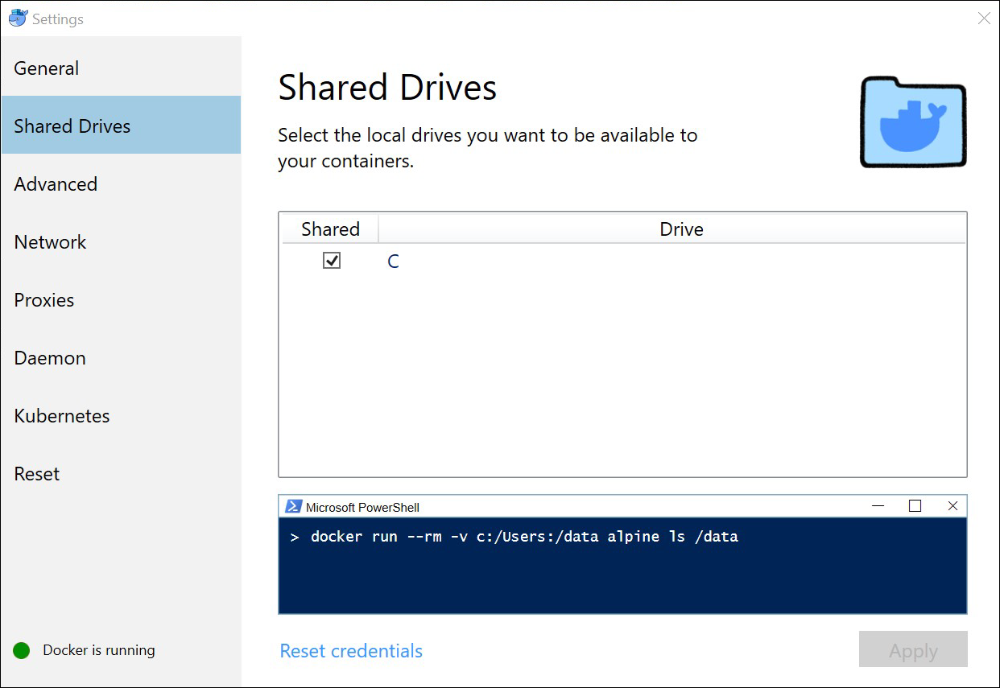 Settings
General
Shared Drives
Advanced
Network
Proxies
Daemon
Kubernetes
Reset
Docker is running
Shared Drives
Select the local drives you want to be available to
your containers.
Shared Drive
C
Microsoft PowerShell
> docker run --rm -v c:/Users:/data alpine ls /data
Reset credentials
Apply